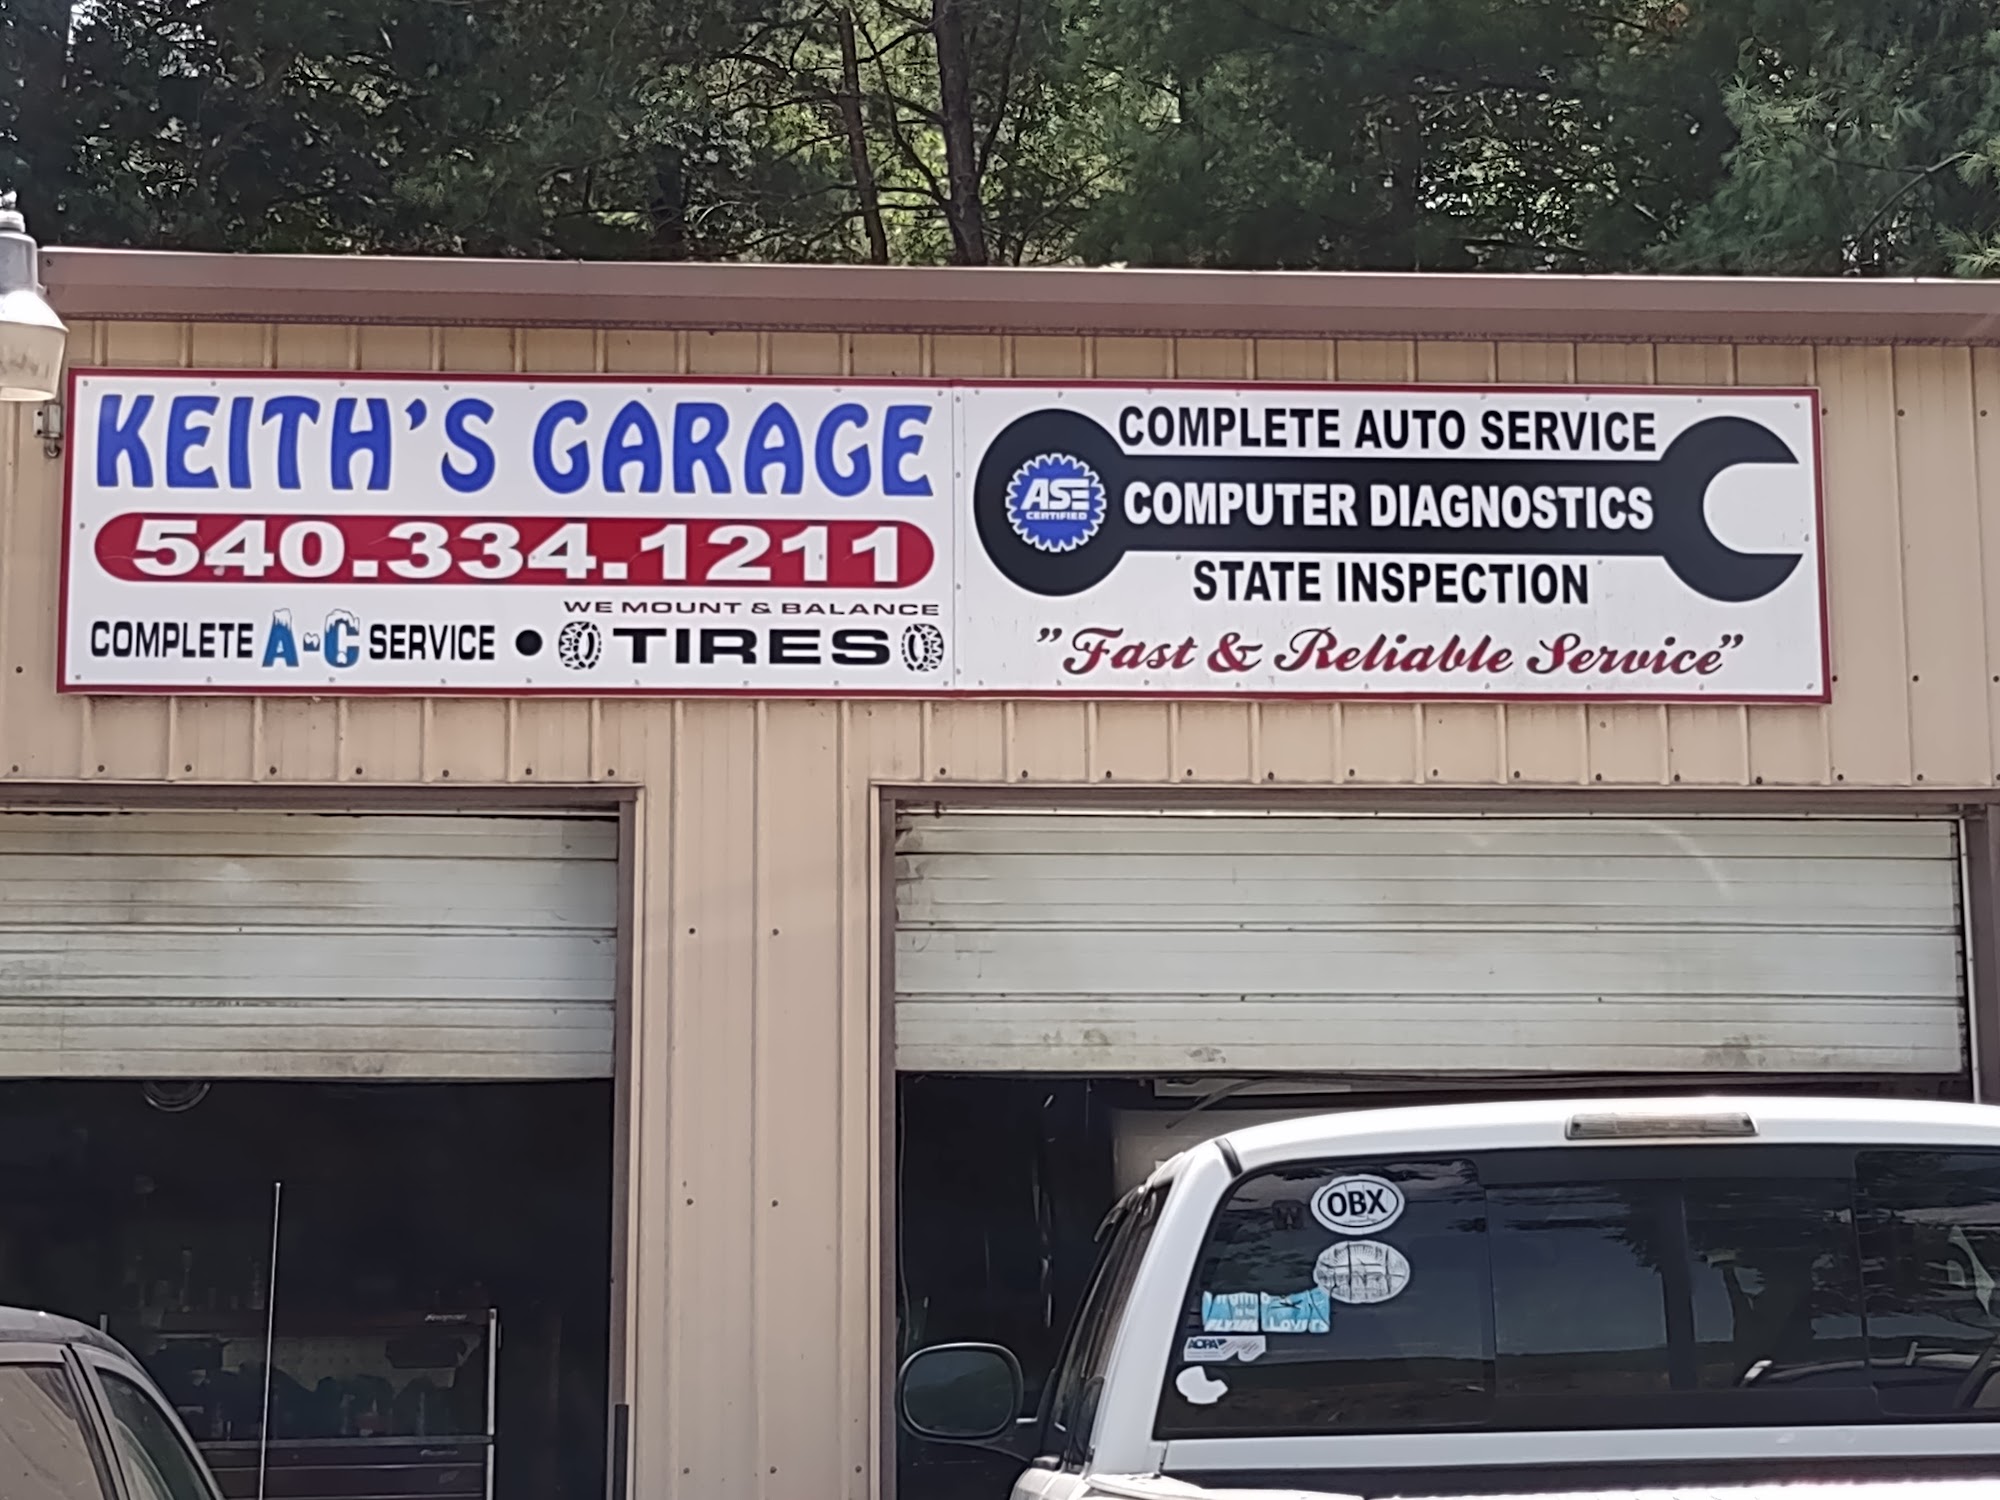 KEITH'S GARAGE
540.334.1211
WE MOUNT & BALANCE
COMPLETE A-C SERVICE • TIRES
COMPLETE AUTO SERVICE
ASE
CERTIFIED
COMPUTER DIAGNOSTICS
STATE INSPECTION
"Fast & Reliable Service"
OBX
AOPA